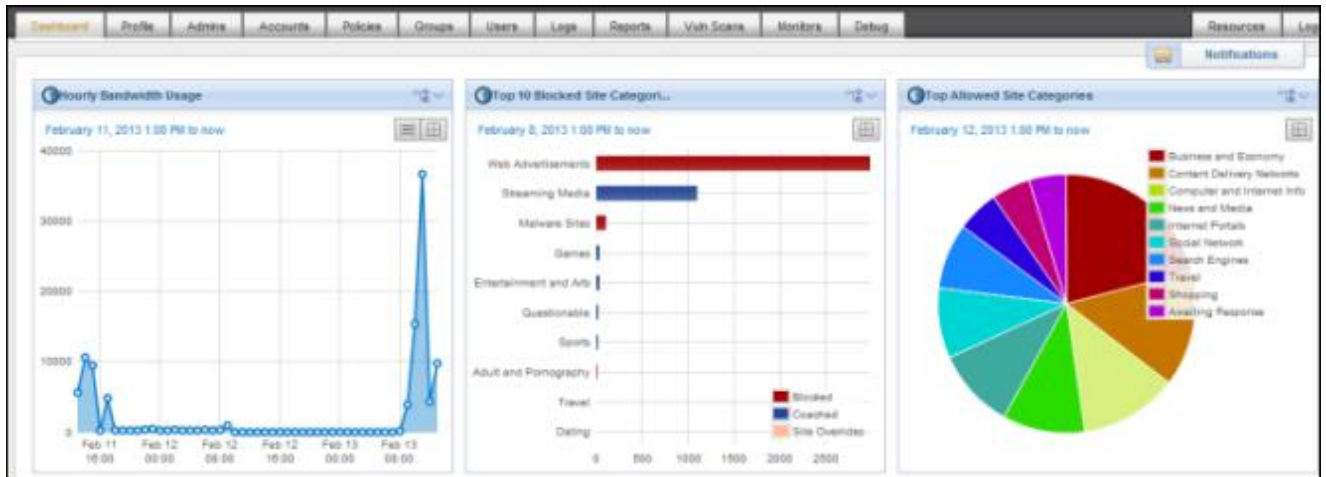 Dashboard Profile Admins Accounts Policies Groups Users Logs Reports Vuln Scans Monitors Debug Resources Log
Notifications
Hourly Bandwidth Usage
February 11, 2013 1:00 PM to now
40000
30000
20000
10000
0
Feb 11 Feb 12 Feb 12 Feb 12 Feb 13 Feb 13
16:00 00:00 08:00 16:00 00:00 08:00
Top 10 Blocked Site Categori...
February 8, 2013 1:00 PM to now
Web Advertisements
Streaming Media
Malware Sites
Games
Entertainment and Arts
Questionable
Sports
Adult and Pornography
Travel
Dating
Blocked
Coached
Site Overrides
0 500 1000 1500 2000 2500
Top Allowed Site Categories
February 12, 2013 1:00 PM to now
Business and Economy
Content Delivery Networks
Computer and Internet Info
News and Media
Internet Portals
Social Network
Search Engines
Travel
Shopping
Awaiting Response